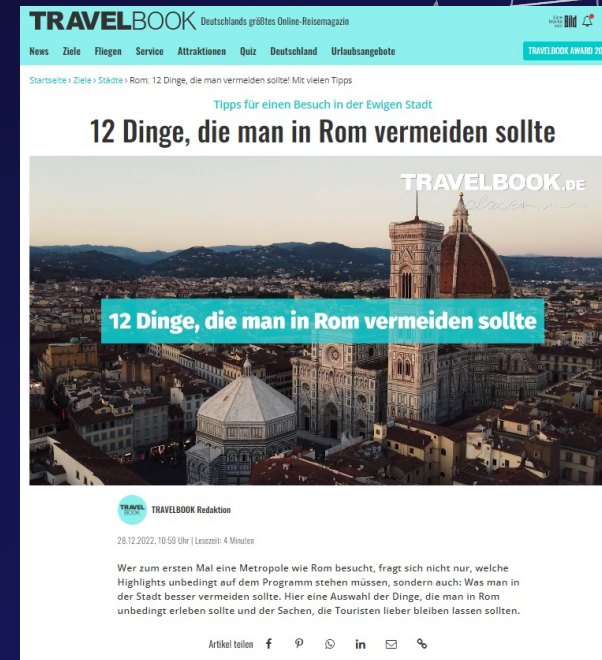 TRAVELBOOK Deutschlands größtes Online-Reisemagazin
Eine Marke von Bild
News Ziele Fliegen Service Attraktionen Quiz Deutschland Urlaubsangebote
TRAVELBOOK AWARD 20
Startseite › Ziele › Städte › Rom: 12 Dinge, die man vermeiden sollte! Mit vielen Tipps
Tipps für einen Besuch in der Ewigen Stadt
12 Dinge, die man in Rom vermeiden sollte
TRAVELBOOK.DE
12 Dinge, die man in Rom vermeiden sollte
TRAVEL BOOK
TRAVELBOOK Redaktion
28.12.2022, 10:59 Uhr | Lesezeit: 4 Minuten
Wer zum ersten Mal eine Metropole wie Rom besucht, fragt sich nicht nur, welche
Highlights unbedingt auf dem Programm stehen müssen, sondern auch: Was man in
der Stadt besser vermeiden sollte. Hier eine Auswahl der Dinge, die man in Rom
unbedingt erleben sollte und der Sachen, die Touristen lieber bleiben lassen sollten.
Artikel teilen